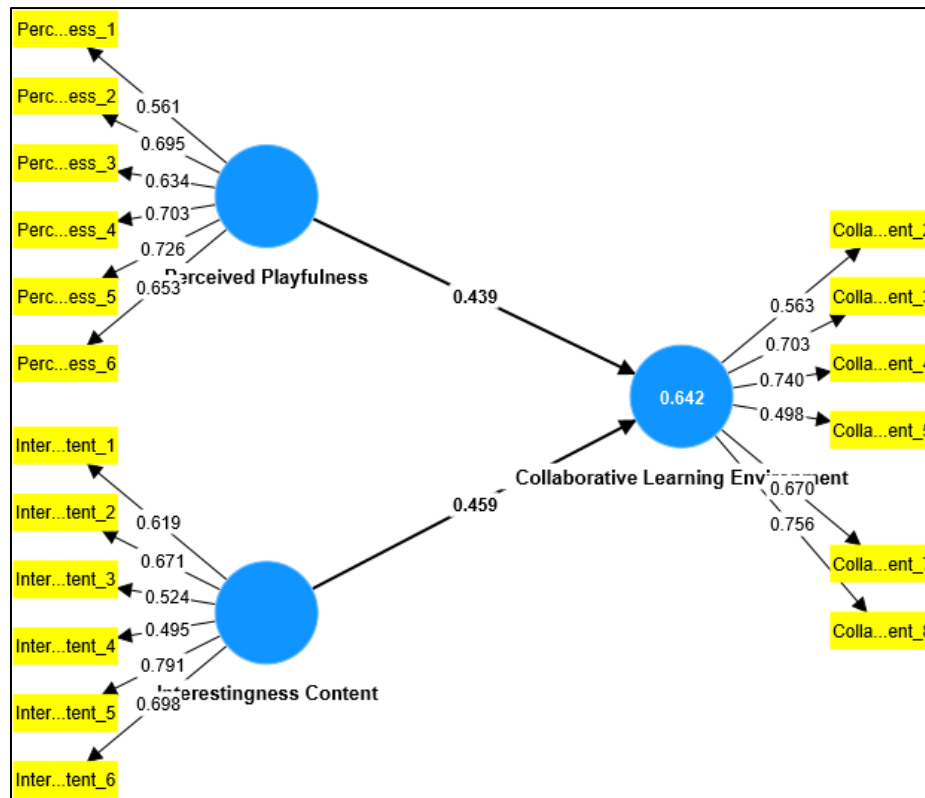 Perc...ess_1
0.561
Perc...ess_2
0.695
Perc...ess_3
0.634
Perc...ess_4
0.703
Perc...ess_5
0.726
Perc...ess_6
0.653
Perceived Playfulness
0.439
Inter...tent_1
0.619
Inter...tent_2
0.671
Inter...tent_3
0.524
Inter...tent_4
0.495
Inter...tent_5
0.791
Inter...tent_6
0.698
Interestingness Content
0.459
0.642
Collaborative Learning Environment
Colla...ent_2
0.563
Colla...ent_3
0.703
Colla...ent_4
0.740
Colla...ent_5
0.498
Colla...ent_7
0.670
Colla...ent_8
0.756